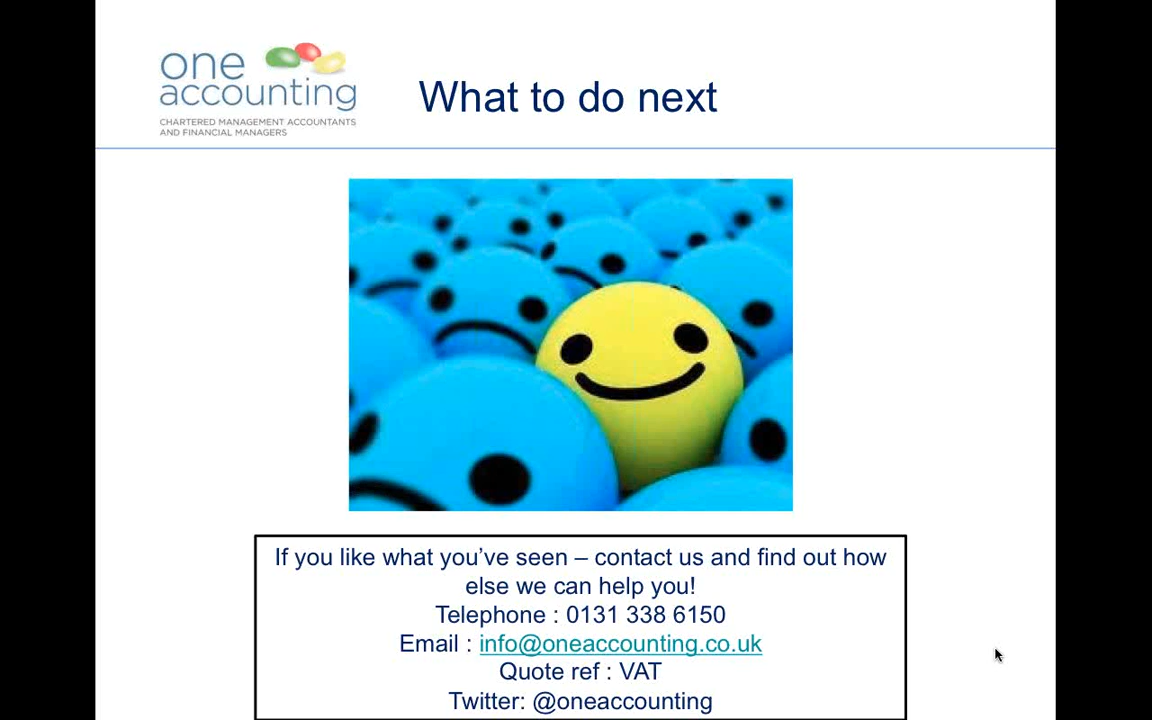 one
accounting
CHARTERED MANAGEMENT ACCOUNTANTS
AND FINANCIAL MANAGERS
What to do next
If you like what you've seen – contact us and find out how
else we can help you!
Telephone : 0131 338 6150
Email : info@oneaccounting.co.uk
Quote ref : VAT
Twitter: @oneaccounting